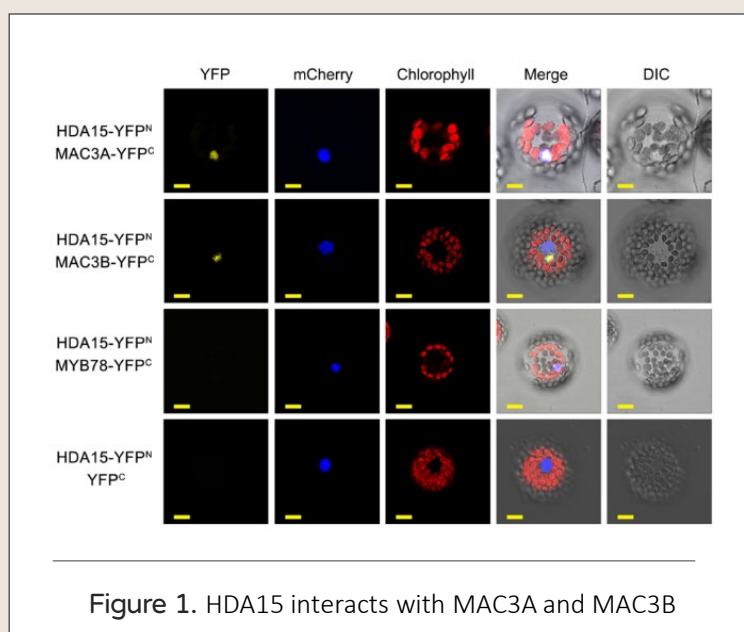 YFP mCherry Chlorophyll Merge DIC
HDA15-YFPᴺ
MAC3A-YFPᶜ
HDA15-YFPᴺ
MAC3B-YFPᶜ
HDA15-YFPᴺ
MYB78-YFPᶜ
HDA15-YFPᴺ
YFPᶜ
Figure 1. HDA15 interacts with MAC3A and MAC3B